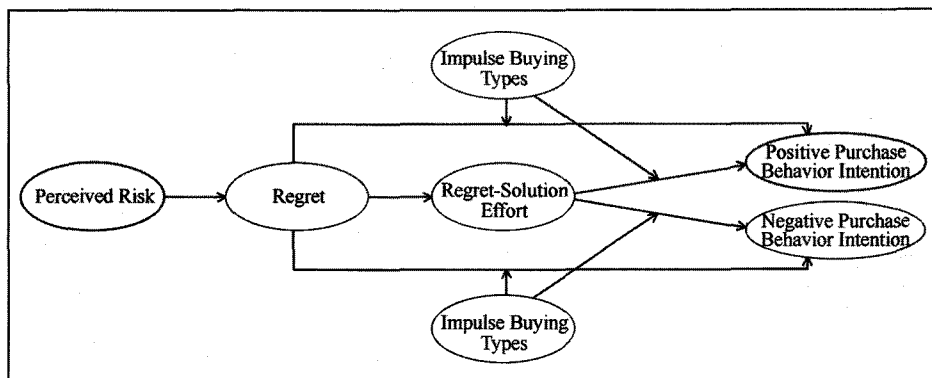 Impulse Buying
Types
Perceived Risk
Regret
Regret-Solution
Effort
Positive Purchase
Behavior Intention
Negative Purchase
Behavior Intention
Impulse Buying
Types